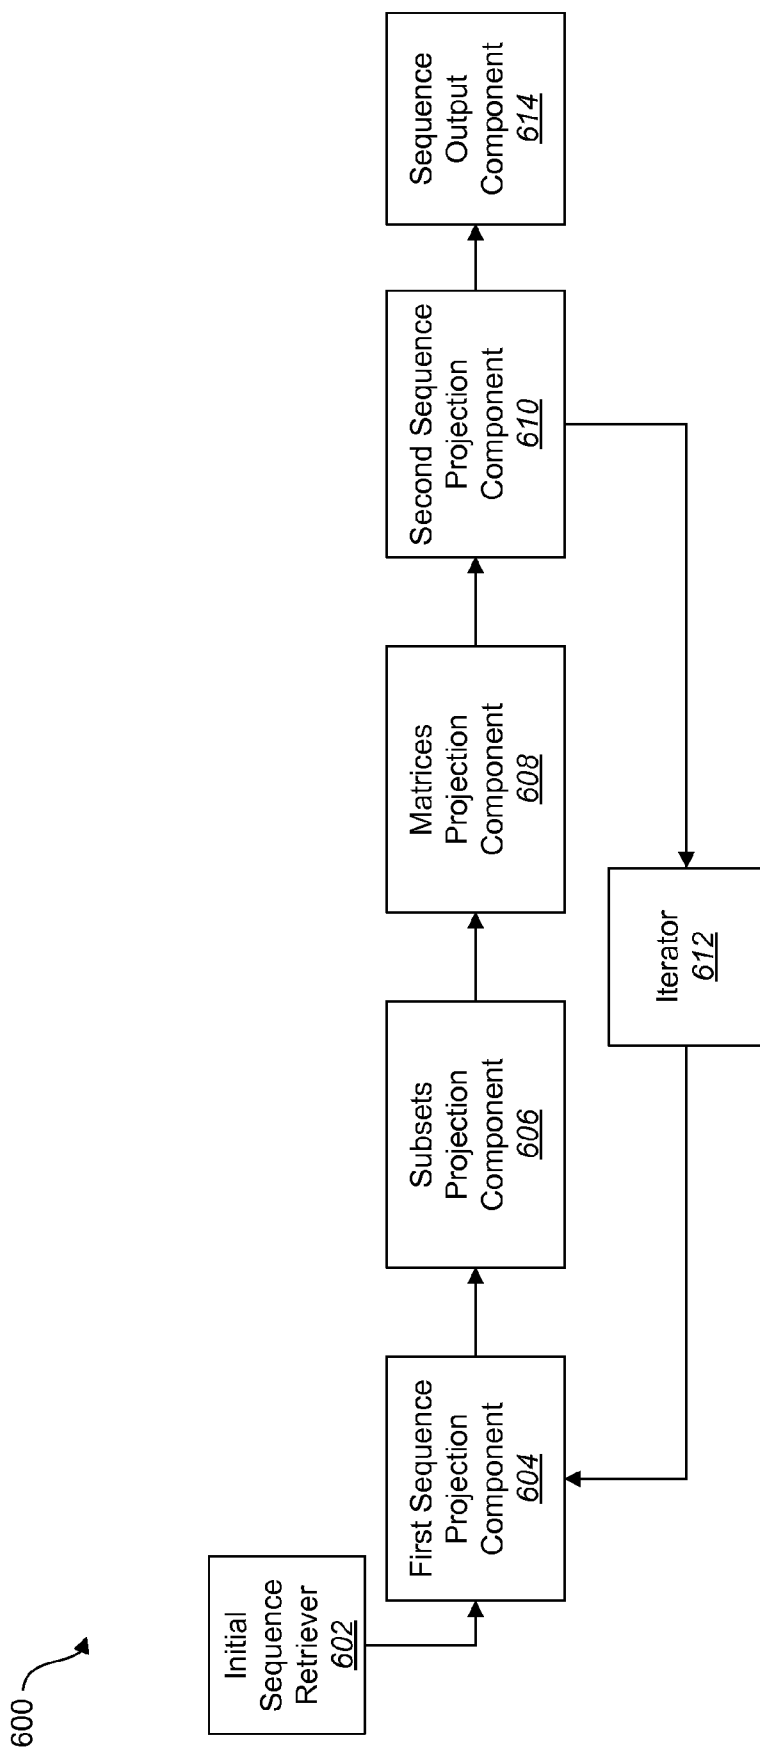 600
Initial
Sequence
Retriever
602
First Sequence
Projection
Component
604
Subsets
Projection
Component
606
Matrices
Projection
Component
608
Second Sequence
Projection
Component
610
Sequence
Output
Component
614
Iterator
612